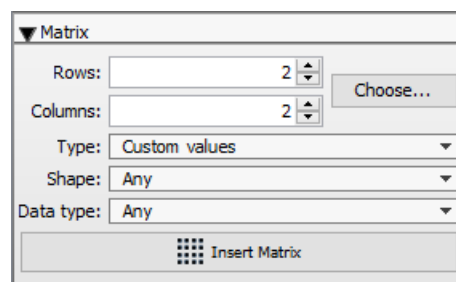 Matrix
Rows: 2
Choose...
Columns: 2
Type: Custom values
Shape: Any
Data type: Any
Insert Matrix